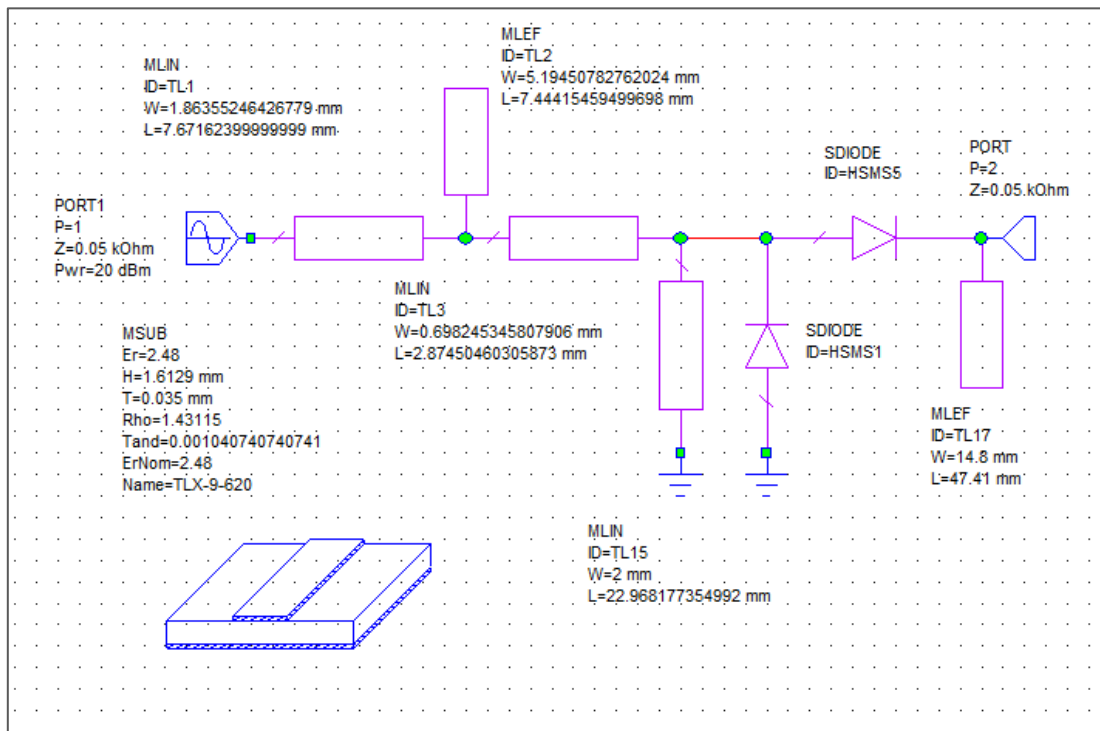 MLEF
ID=TL2
W=5.19450782762024 mm
L=7.44415459499698 mm
MLIN
ID=TL1
W=1.86355246426779 mm
L=7.67162399999999 mm
SDIODE
ID=HSMS5
PORT
P=2
Z=0.05 kOhm
PORT1
P=1
Z=0.05 kOhm
Pwr=20 dBm
MLIN
ID=TL3
W=0.698245345807906 mm
L=2.87450460305873 mm
SDIODE
ID=HSMS1
MSUB
Er=2.48
H=1.6129 mm
T=0.035 mm
Rho=1.43115
Tand=0.001040740740741
ErNom=2.48
Name=TLX-9-620
MLEF
ID=TL17
W=14.8 mm
L=47.41 mm
MLIN
ID=TL15
W=2 mm
L=22.968177354992 mm